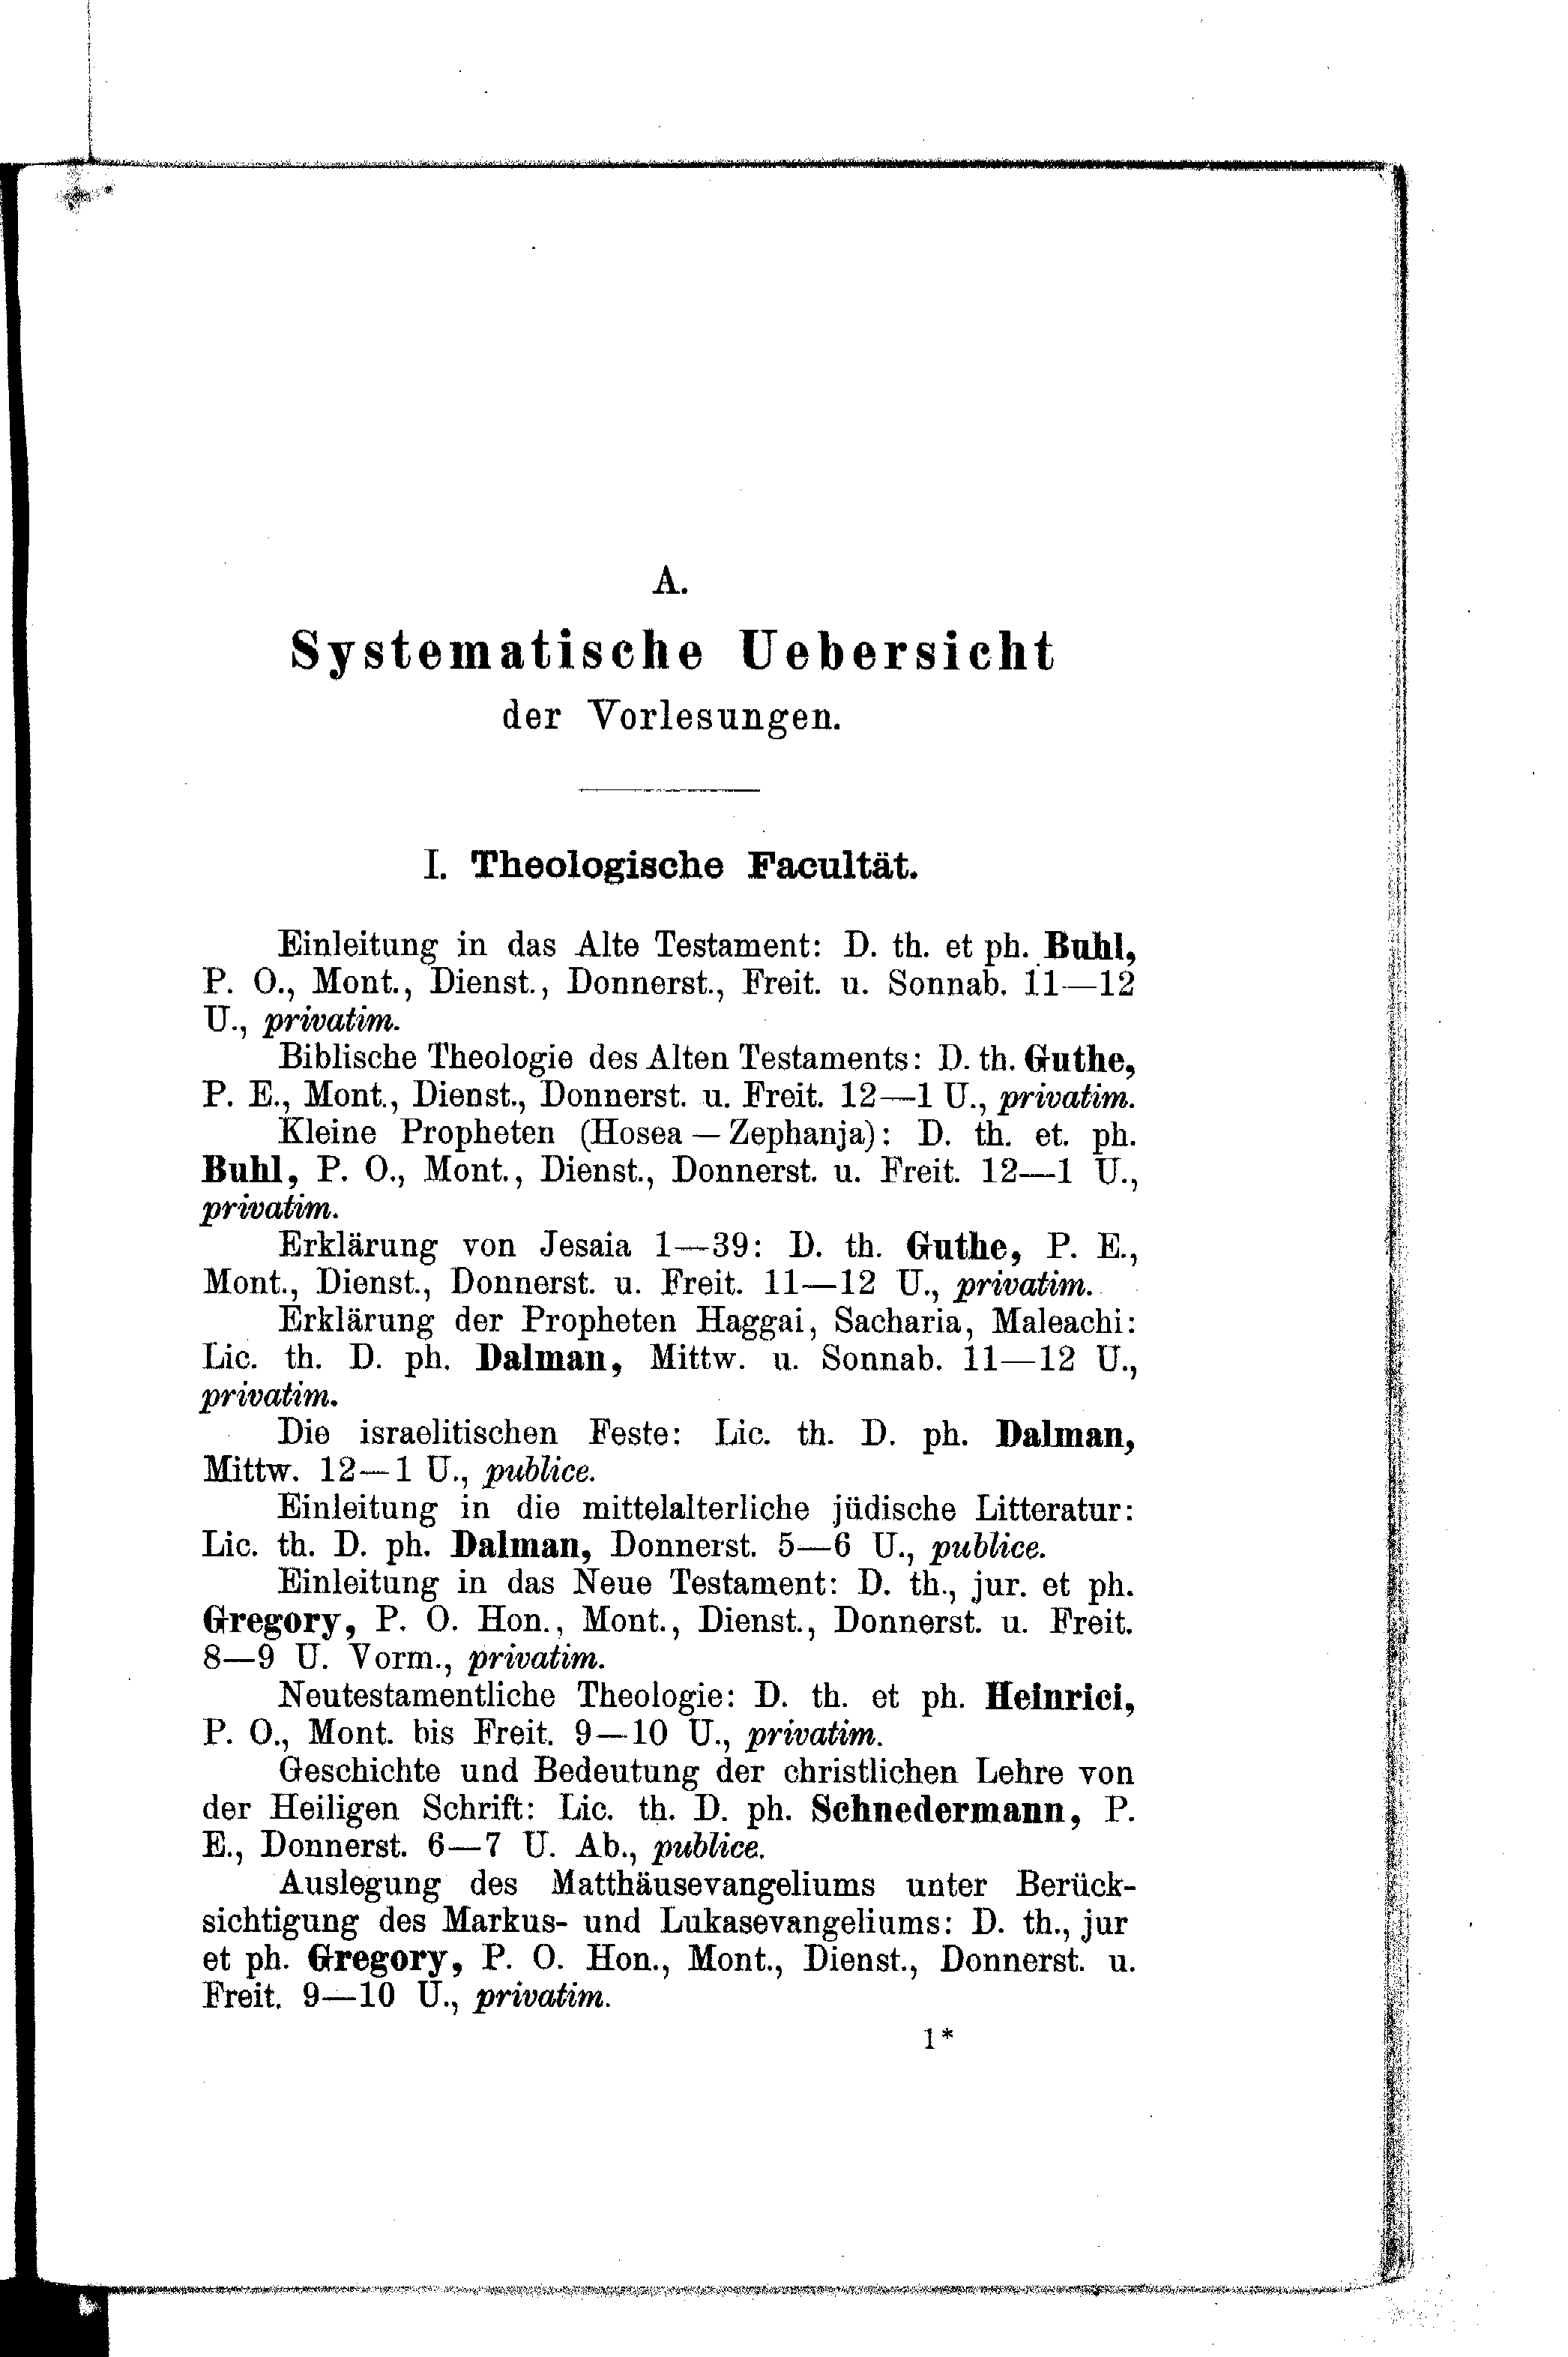 A.
Systematische Uebersicht
der Vorlesungen.
I. Theologische Facultät.
Einleitung in das Alte Testament: D. th. et ph. Buhl,
P. O., Mont., Dienst., Donnerst., Freit. u. Sonnab. 11—12
U., privatim.
Biblische Theologie des Alten Testaments: D. th. Guthe,
P. E., Mont., Dienst., Donnerst. u. Freit. 12—1 U., privatim.
Kleine Propheten (Hosea — Zephanja): D. th. et. ph.
Buhl, P. O., Mont., Dienst., Donnerst. u. Freit. 12—1 U.,
privatim.
Erklärung von Jesaia 1—39: D. th. Guthe, P. E.,
Mont., Dienst., Donnerst. u. Freit. 11—12 U., privatim.
Erklärung der Propheten Haggai, Sacharia, Maleachi:
Lic. th. D. ph. Dalman, Mittw. u. Sonnab. 11—12 U.,
privatim.
Die israelitischen Feste: Lic. th. D. ph. Dalman,
Mittw. 12—1 U., publice.
Einleitung in die mittelalterliche jüdische Litteratur:
Lic. th. D. ph. Dalman, Donnerst. 5—6 U., publice.
Einleitung in das Neue Testament: D. th., jur. et ph.
Gregory, P. O. Hon., Mont., Dienst., Donnerst. u. Freit.
8—9 U. Vorm., privatim.
Neutestamentliche Theologie: D. th. et ph. Heinrici,
P. O., Mont. bis Freit. 9—10 U., privatim.
Geschichte und Bedeutung der christlichen Lehre von
der Heiligen Schrift: Lic. th. D. ph. Schnedermann, P.
E., Donnerst. 6—7 U. Ab., publice.
Auslegung des Matthäusevangeliums unter Berück-
sichtigung des Markus- und Lukasevangeliums: D. th., jur
et ph. Gregory, P. O. Hon., Mont., Dienst., Donnerst. u.
Freit. 9—10 U., privatim.
1*